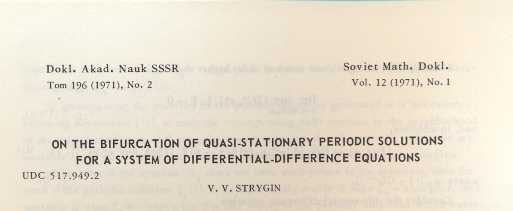 Dokl. Akad. Nauk SSSR
Tom 196 (1971), No. 2
Soviet Math. Dokl.
Vol. 12 (1971), No. 1
ON THE BIFURCATION OF QUASI-STATIONARY PERIODIC SOLUTIONS
FOR A SYSTEM OF DIFFERENTIAL-DIFFERENCE EQUATIONS
UDC 517.949.2
V. V. STRYGIN